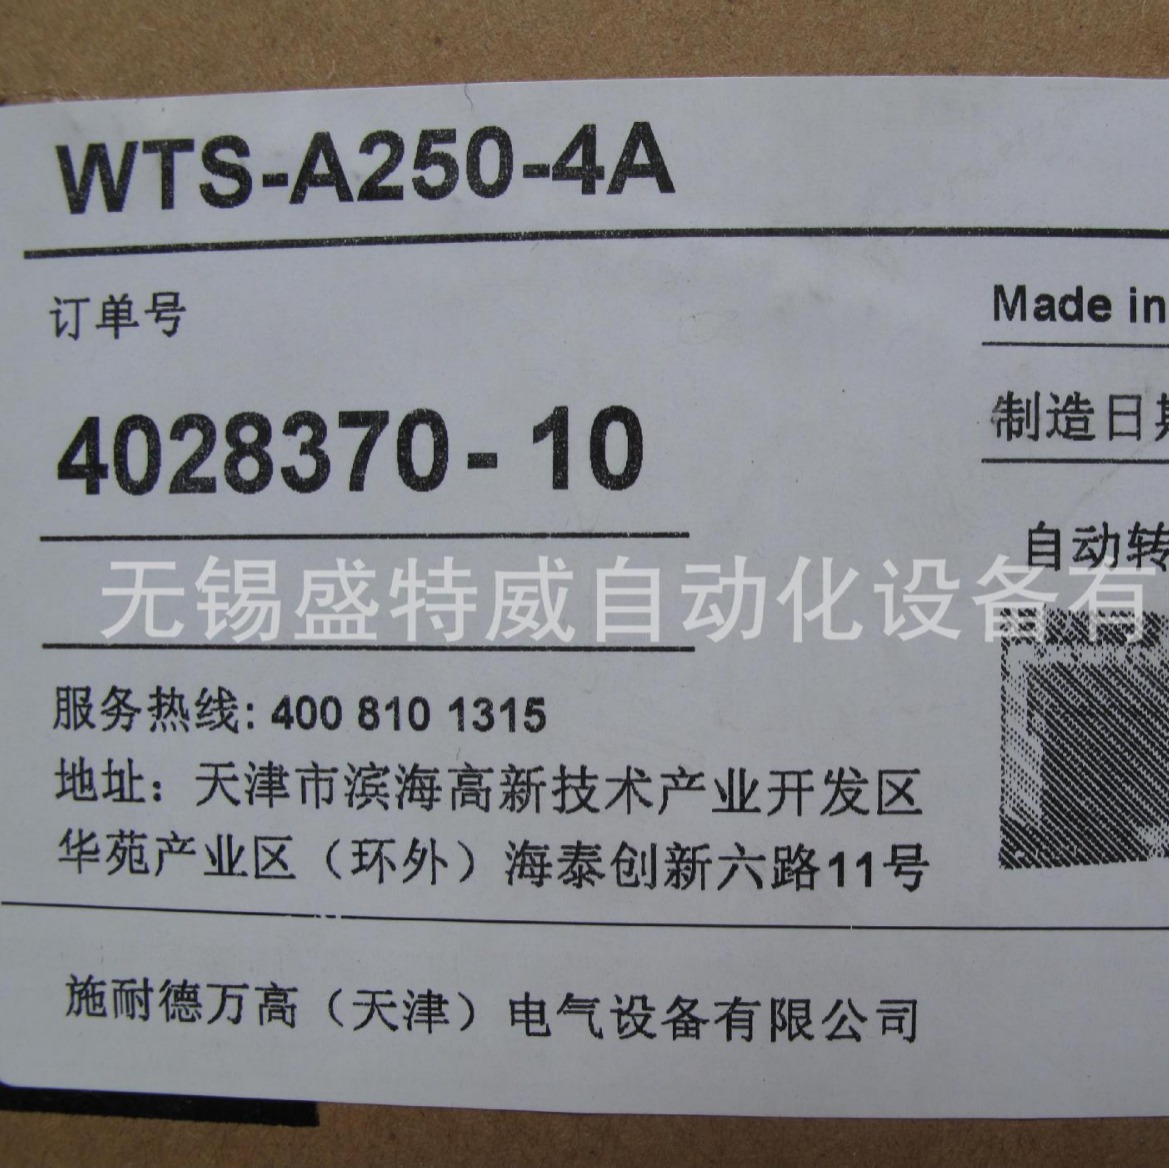 WTS-A250-4A
订单号
Made in
4028370-10
制造日期
自动转
无锡盛特威自动化设备有
服务热线: 400 810 1315
地址：天津市滨海高新技术产业开发区
华苑产业区（环外）海泰创新六路11号
施耐德万高（天津）电气设备有限公司